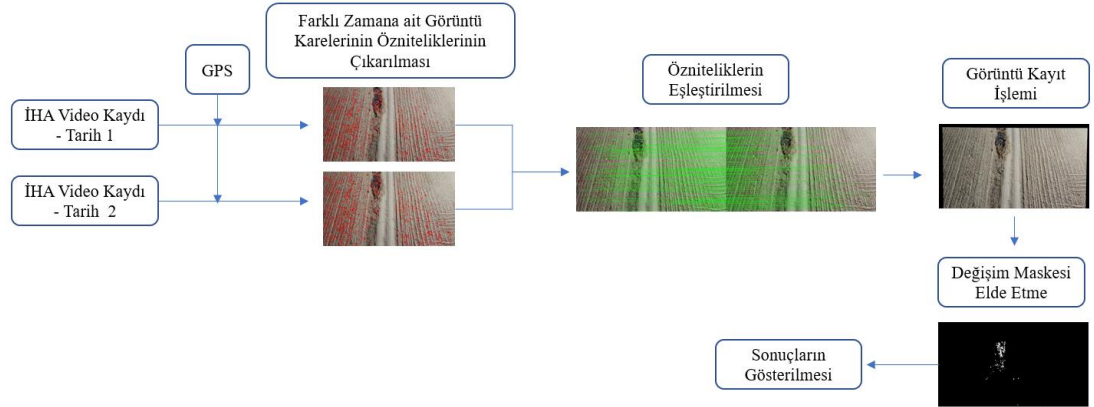 Farklı Zamana ait Görüntü
Karelerinin Özniteliklerinin
Çıkarılması
GPS
İHA Video Kaydı
- Tarih 1
İHA Video Kaydı
- Tarih 2
Özniteliklerin
Eşleştirilmesi
Görüntü Kayıt
İşlemi
Değişim Maskesi
Elde Etme
Sonuçların
Gösterilmesi